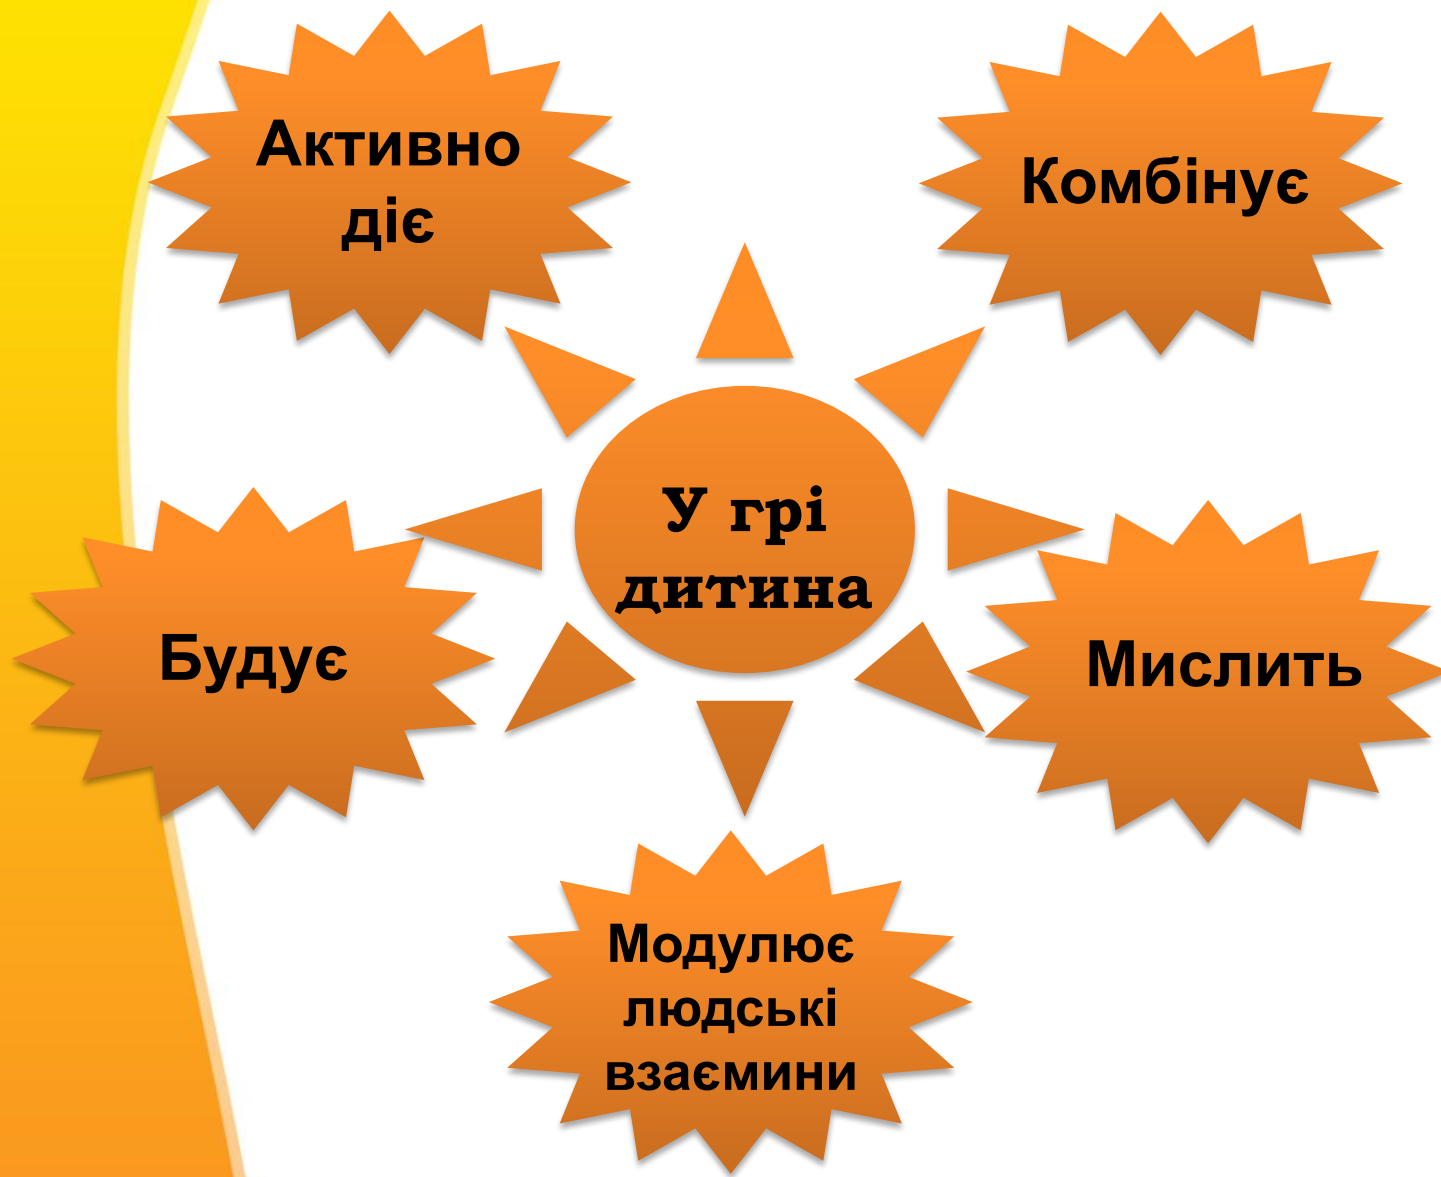 Активно
діє
Комбінує
У грі
дитина
Будує
Мислить
Модулює
людські
взаємини